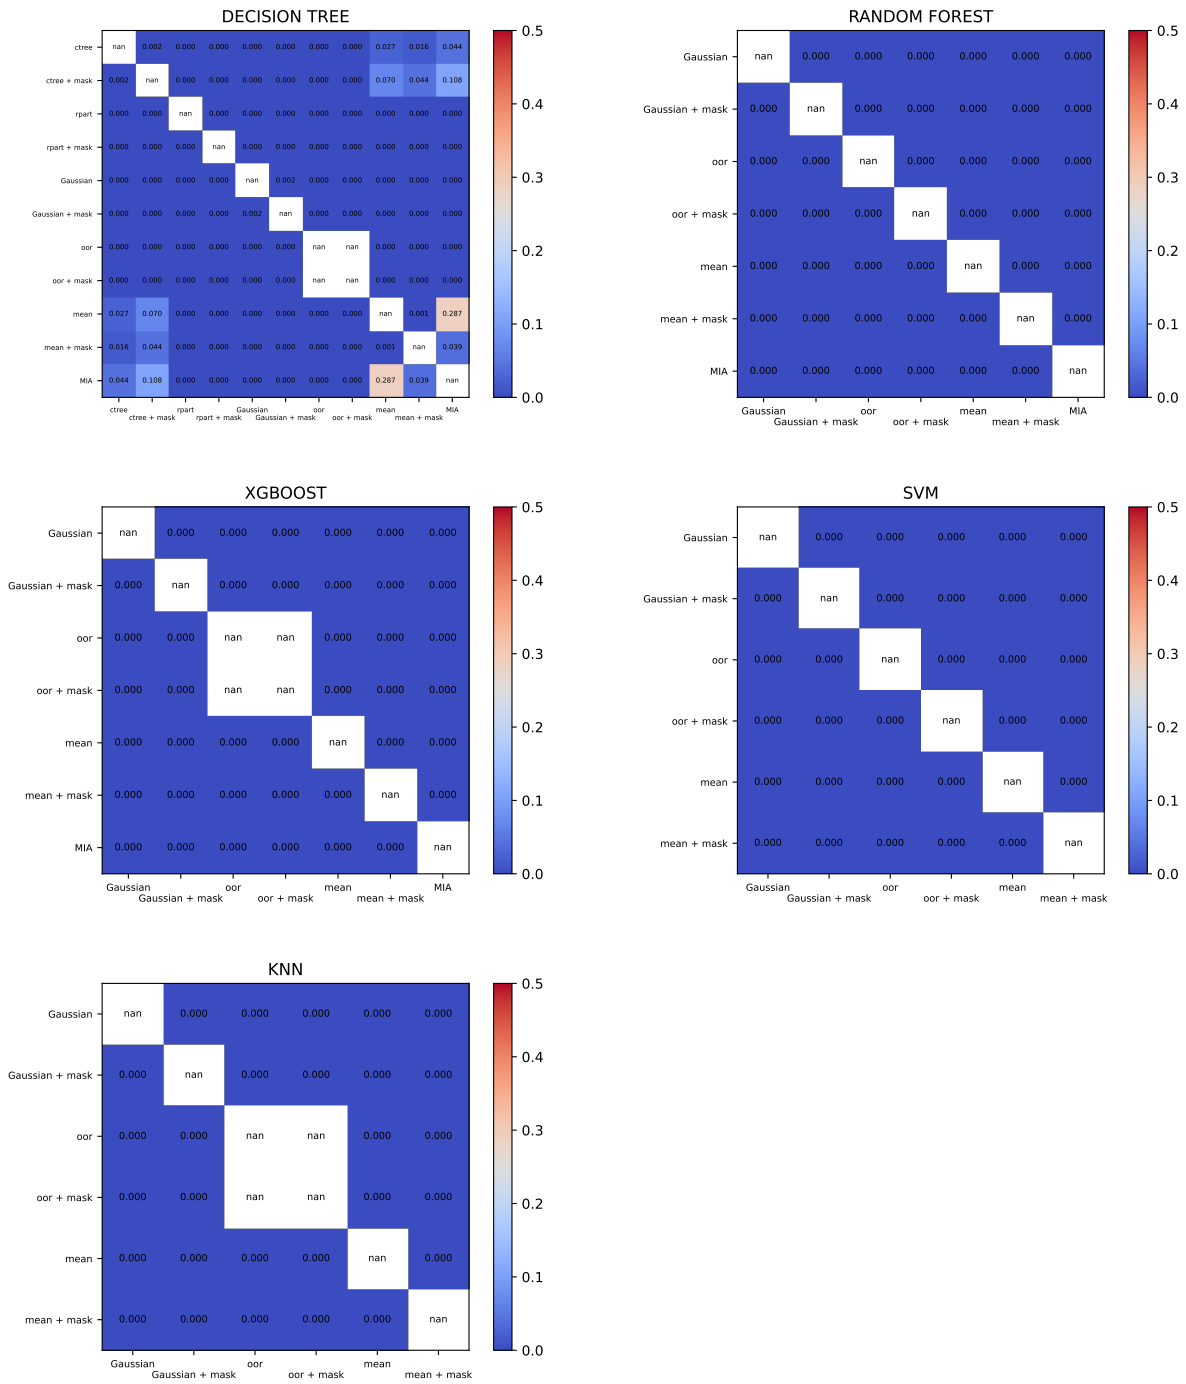 DECISION TREE
ctree nan 0.002 0.000 0.000 0.000 0.000 0.000 0.000 0.027 0.016 0.044
ctree + mask 0.002 nan 0.000 0.000 0.000 0.000 0.000 0.000 0.070 0.044 0.108
rpart 0.000 0.000 nan 0.000 0.000 0.000 0.000 0.000 0.000 0.000 0.000
rpart + mask 0.000 0.000 0.000 nan 0.000 0.000 0.000 0.000 0.000 0.000 0.000
Gaussian 0.000 0.000 0.000 0.000 nan 0.002 0.000 0.000 0.000 0.000 0.000
Gaussian + mask 0.000 0.000 0.000 0.000 0.002 nan 0.000 0.000 0.000 0.000 0.000
oor 0.000 0.000 0.000 0.000 0.000 0.000 nan nan 0.000 0.000 0.000
oor + mask 0.000 0.000 0.000 0.000 0.000 0.000 nan nan 0.000 0.000 0.000
mean 0.027 0.070 0.000 0.000 0.000 0.000 0.000 0.000 nan 0.001 0.287
mean + mask 0.016 0.044 0.000 0.000 0.000 0.000 0.000 0.000 0.001 nan 0.039
MIA 0.044 0.108 0.000 0.000 0.000 0.000 0.000 0.000 0.287 0.039 nan
ctree rpart Gaussian oor mean MIA
ctree + mask rpart + mask Gaussian + mask oor + mask mean + mask
0.5
0.4
0.3
0.2
0.1
0.0
RANDOM FOREST
Gaussian nan 0.000 0.000 0.000 0.000 0.000 0.000
Gaussian + mask 0.000 nan 0.000 0.000 0.000 0.000 0.000
oor 0.000 0.000 nan 0.000 0.000 0.000 0.000
oor + mask 0.000 0.000 0.000 nan 0.000 0.000 0.000
mean 0.000 0.000 0.000 0.000 nan 0.000 0.000
mean + mask 0.000 0.000 0.000 0.000 0.000 nan 0.000
MIA 0.000 0.000 0.000 0.000 0.000 0.000 nan
Gaussian oor mean MIA
Gaussian + mask oor + mask mean + mask
0.5
0.4
0.3
0.2
0.1
0.0
XGBOOST
Gaussian nan 0.000 0.000 0.000 0.000 0.000 0.000
Gaussian + mask 0.000 nan 0.000 0.000 0.000 0.000 0.000
oor 0.000 0.000 nan nan 0.000 0.000 0.000
oor + mask 0.000 0.000 nan nan 0.000 0.000 0.000
mean 0.000 0.000 0.000 0.000 nan 0.000 0.000
mean + mask 0.000 0.000 0.000 0.000 0.000 nan 0.000
MIA 0.000 0.000 0.000 0.000 0.000 0.000 nan
Gaussian oor mean MIA
Gaussian + mask oor + mask mean + mask
0.5
0.4
0.3
0.2
0.1
0.0
SVM
Gaussian nan 0.000 0.000 0.000 0.000 0.000
Gaussian + mask 0.000 nan 0.000 0.000 0.000 0.000
oor 0.000 0.000 nan 0.000 0.000 0.000
oor + mask 0.000 0.000 0.000 nan 0.000 0.000
mean 0.000 0.000 0.000 0.000 nan 0.000
mean + mask 0.000 0.000 0.000 0.000 0.000 nan
Gaussian oor mean
Gaussian + mask oor + mask mean + mask
0.5
0.4
0.3
0.2
0.1
0.0
KNN
Gaussian nan 0.000 0.000 0.000 0.000 0.000
Gaussian + mask 0.000 nan 0.000 0.000 0.000 0.000
oor 0.000 0.000 nan nan 0.000 0.000
oor + mask 0.000 0.000 nan nan 0.000 0.000
mean 0.000 0.000 0.000 0.000 nan 0.000
mean + mask 0.000 0.000 0.000 0.000 0.000 nan
Gaussian oor mean
Gaussian + mask oor + mask mean + mask
0.5
0.4
0.3
0.2
0.1
0.0